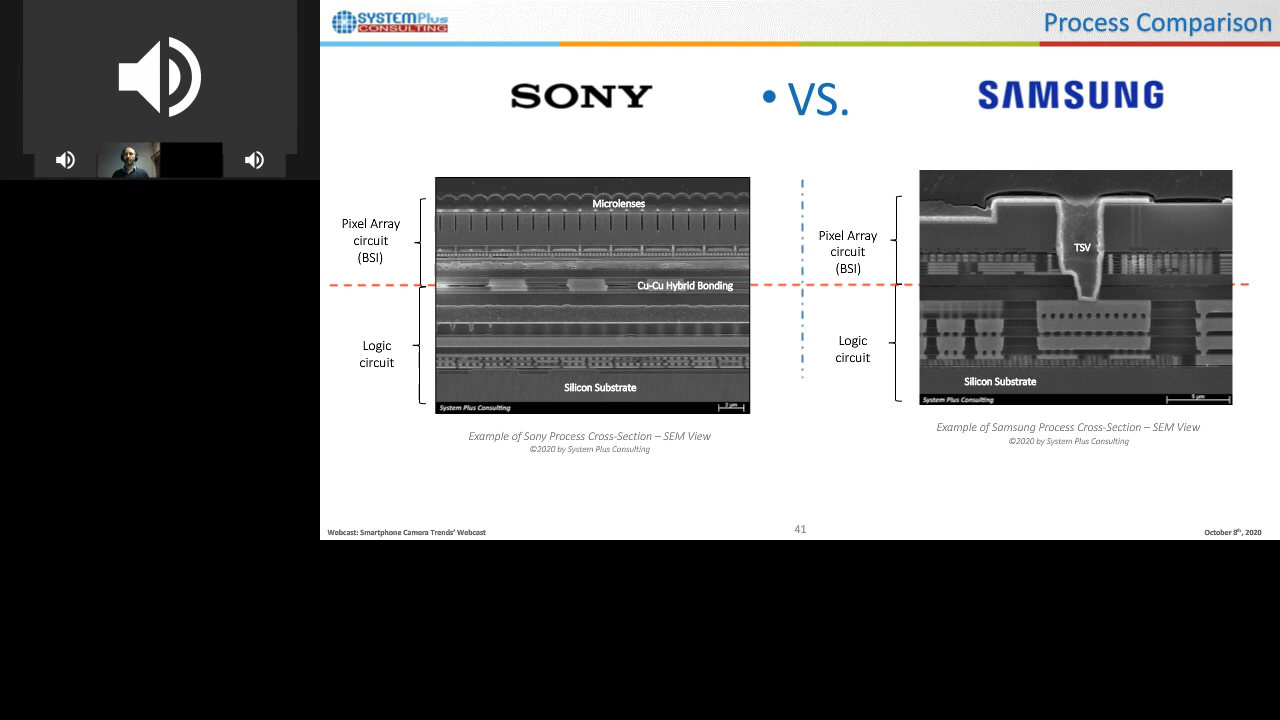 SYSTEMPlus
CONSULTING
Process Comparison
SONY
• VS.
SAMSUNG
Pixel Array
circuit
(BSI)
Logic
circuit
Microlenses
Cu-Cu Hybrid Bonding
Silicon Substrate
System Plus Consulting
2 µm
Example of Sony Process Cross-Section – SEM View
©2020 by System Plus Consulting
Pixel Array
circuit
(BSI)
Logic
circuit
TSV
Silicon Substrate
System Plus Consulting
5 µm
Example of Samsung Process Cross-Section – SEM View
©2020 by System Plus Consulting
Webcast: Smartphone Camera Trends' Webcast
41
October 8th, 2020